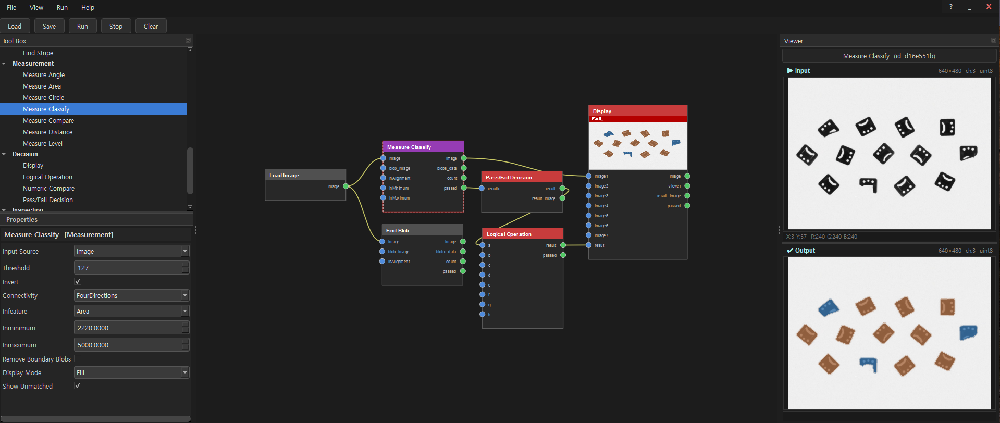 File View Run Help ? _ X
Load Save Run Stop Clear
Tool Box
Find Stripe
Measurement
Measure Angle
Measure Area
Measure Circle
Measure Classify
Measure Compare
Measure Distance
Measure Level
Decision
Display
Logical Operation
Numeric Compare
Pass/Fail Decision
Inspection
Properties
Measure Classify [Measurement]
Input Source Image
Threshold 127
Invert
Connectivity FourDirections
Infeature Area
Inminimum 2220.0000
Inmaximum 5000.0000
Remove Boundary Blobs
Display Mode Fill
Show Unmatched
Load Image
Image
Measure Classify
Image Image
blob_image blobs_data
inAlignment count
inMinimum passed
inMaximum
Find Blob
Image Image
blob_image blobs_data
inAlignment count
passed
Pass/Fail Decision
results result
result_image
Logical Operation
a result
b passed
c
d
e
f
g
h
Display
FAIL
Image1 Image
Image2 viewer
Image3 result_image
Image4 passed
Image5
Image6
Image7
result
Viewer
Measure Classify (id: d16e551b)
Input 640×480 ch:3 uint8
X:3 Y:57 R:240 G:240 B:240
Output 640×480 ch:3 uint8